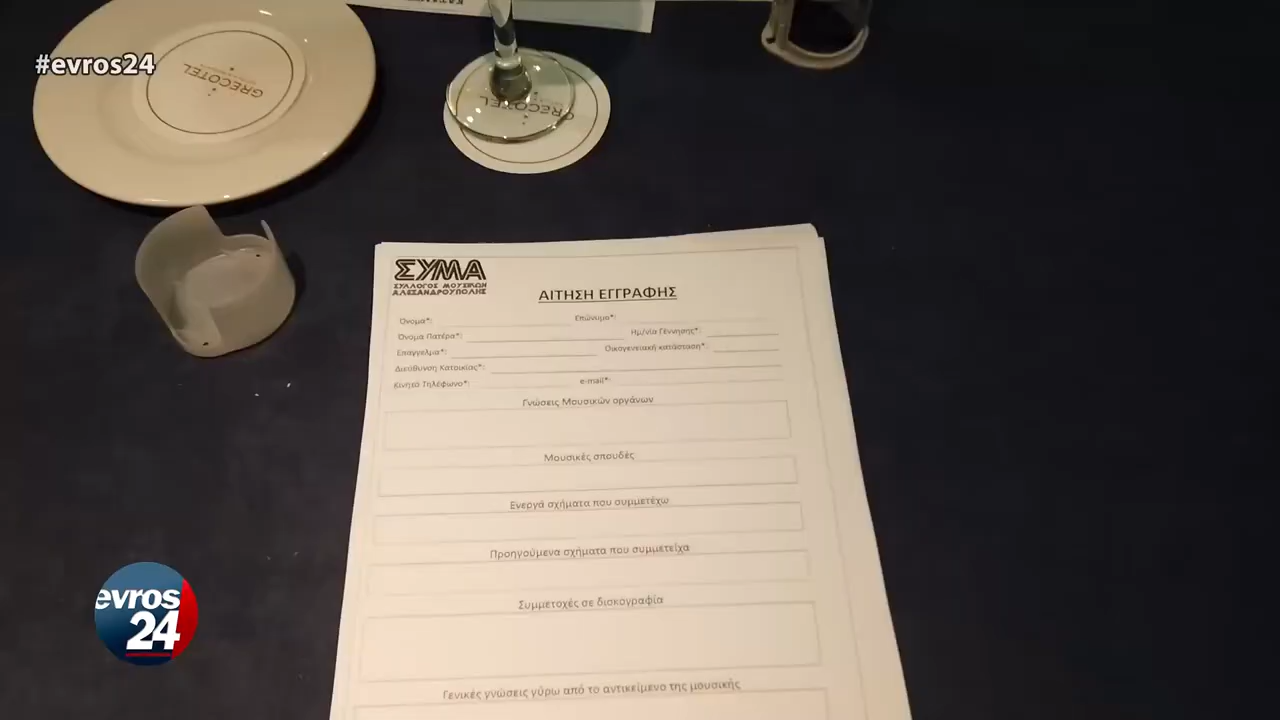 #evros24
GRECOTEL
GRECOTEL
ΣΥΜΑ
ΣΥΛΛΟΓΟΣ ΜΟΥΣΙΚΩΝ
ΑΛΕΞΑΝΔΡΟΥΠΟΛΗΣ
ΑΙΤΗΣΗ ΕΓΓΡΑΦΗΣ
Όνομα*: Επώνυμο*:
Όνομα Πατέρα*: Ημ/νία Γέννησης*:
Επάγγελμα*: Οικογενειακή κατάσταση*:
Διεύθυνση Κατοικίας*:
Κινητό Τηλέφωνο*: e-mail*:
Γνώσεις Μουσικών οργάνων
Μουσικές σπουδές
Ενεργά σχήματα που συμμετέχω
Προηγούμενα σχήματα που συμμετείχα
Συμμετοχές σε δισκογραφία
Γενικές γνώσεις γύρω από το αντικείμενο της μουσικής
evros
24